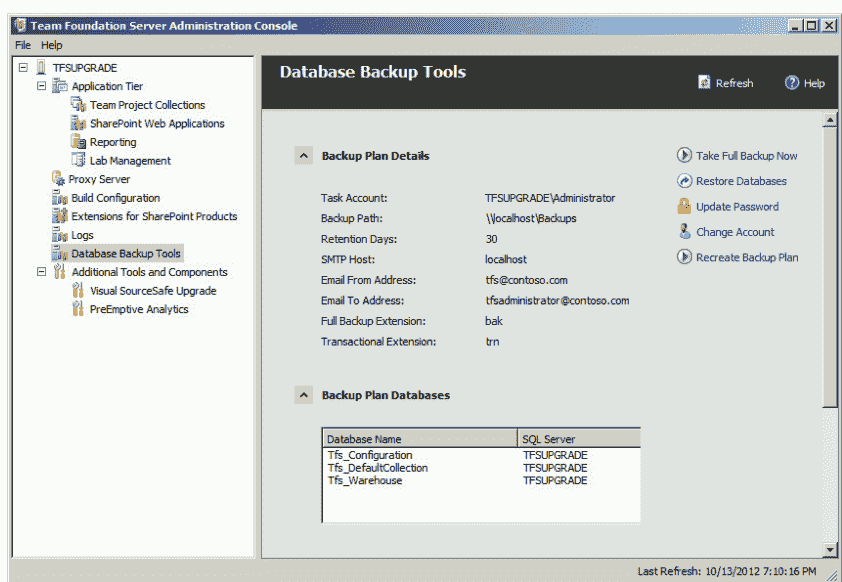 Team Foundation Server Administration Console
File Help
TFSUPGRADE
Application Tier
Team Project Collections
SharePoint Web Applications
Reporting
Lab Management
Proxy Server
Build Configuration
Extensions for SharePoint Products
Logs
Database Backup Tools
Additional Tools and Components
Visual SourceSafe Upgrade
PreEmptive Analytics
Database Backup Tools
Refresh Help
Backup Plan Details
Task Account: TFSUPGRADE\Administrator
Backup Path: \\localhost\Backups
Retention Days: 30
SMTP Host: localhost
Email From Address: tfs@contoso.com
Email To Address: tfsadministrator@contoso.com
Full Backup Extension: bak
Transactional Extension: trn
Take Full Backup Now
Restore Databases
Update Password
Change Account
Recreate Backup Plan
Backup Plan Databases
Database Name SQL Server
Tfs_Configuration TFSUPGRADE
Tfs_DefaultCollection TFSUPGRADE
Tfs_Warehouse TFSUPGRADE
Last Refresh: 10/13/2012 7:10:16 PM